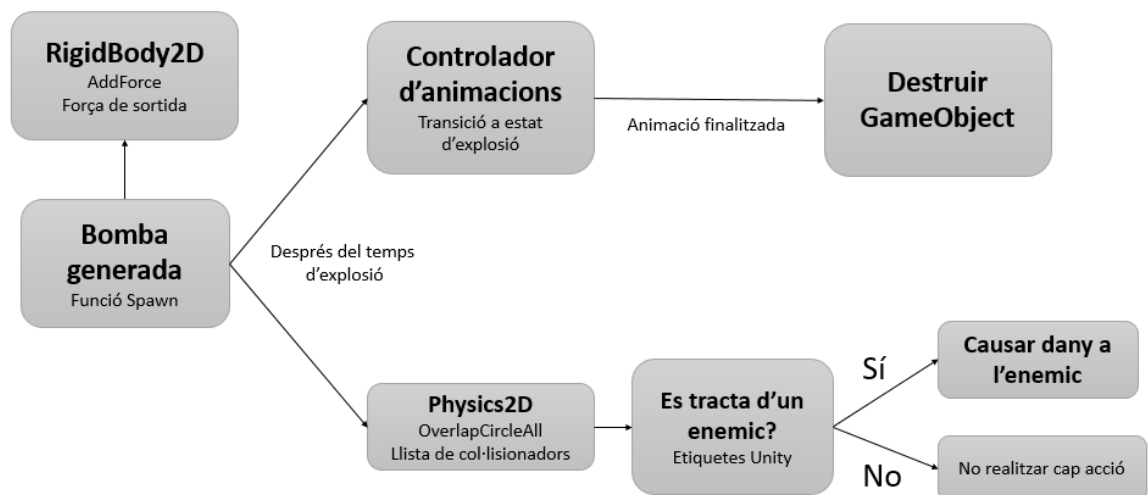 RigidBody2D
AddForce
Força de sortida
Controlador
d’animacions
Transició a estat
d’explosió
Animació finalitzada
Destruir
GameObject
Bomba
generada
Funció Spawn
Després del temps
d’explosió
Physics2D
OverlapCircleAll
Llista de col·lisionadors
Es tracta d’un
enemic?
Etiquetes Unity
Sí
Causar dany a
l’enemic
No
No realitzar cap acció